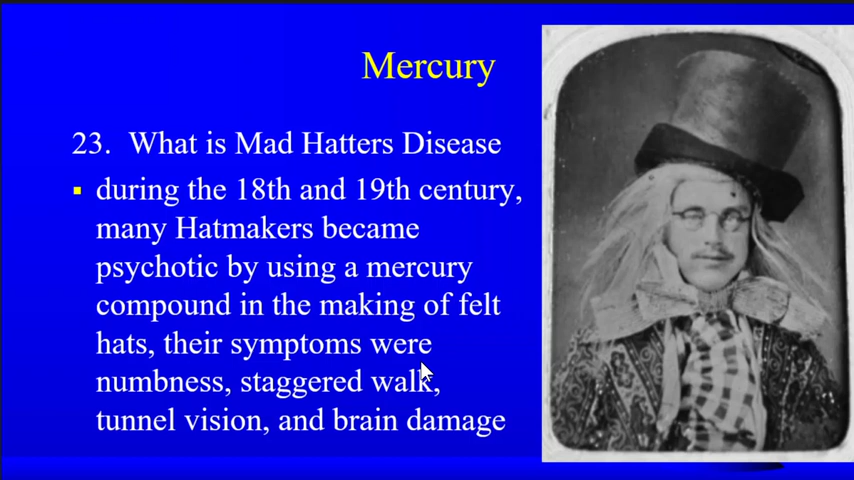 Mercury
23. What is Mad Hatters Disease
during the 18th and 19th century,
many Hatmakers became
psychotic by using a mercury
compound in the making of felt
hats, their symptoms were
numbness, staggered walk,
tunnel vision, and brain damage